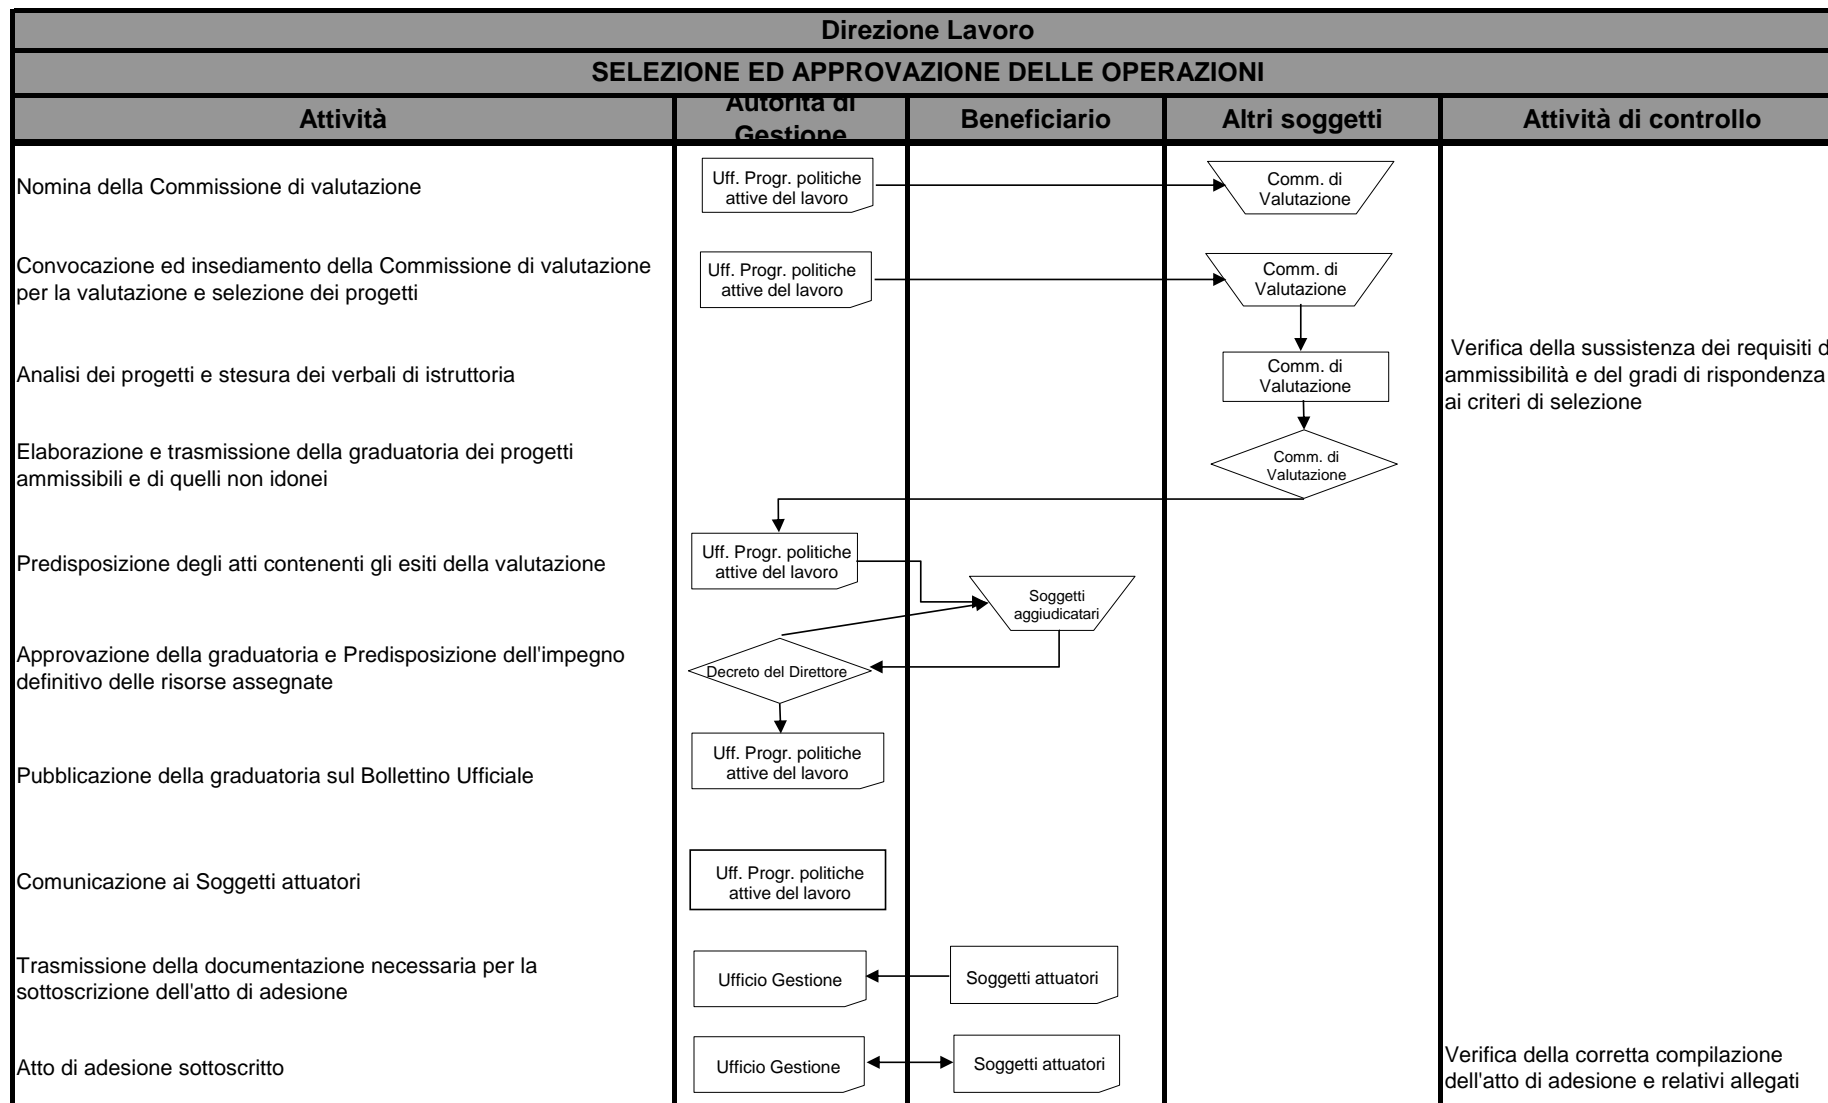 Direzione Lavoro
SELEZIONE ED APPROVAZIONE DELLE OPERAZIONI
Attività
Autorità di
Gestione
Beneficiario
Altri soggetti
Attività di controllo
Nomina della Commissione di valutazione
Uff. Progr. politiche
attive del lavoro
Comm. di
Valutazione
Convocazione ed insediamento della Commissione di valutazione
per la valutazione e selezione dei progetti
Uff. Progr. politiche
attive del lavoro
Comm. di
Valutazione
Analisi dei progetti e stesura dei verbali di istruttoria
Comm. di
Valutazione
Verifica della sussistenza dei requisiti d
ammissibilità e del gradi di rispondenza
ai criteri di selezione
Elaborazione e trasmissione della graduatoria dei progetti
ammissibili e di quelli non idonei
Comm. di
Valutazione
Predisposizione degli atti contenenti gli esiti della valutazione
Uff. Progr. politiche
attive del lavoro
Soggetti
aggiudicatari
Approvazione della graduatoria e Predisposizione dell'impegno
definitivo delle risorse assegnate
Decreto del Direttore
Pubblicazione della graduatoria sul Bollettino Ufficiale
Uff. Progr. politiche
attive del lavoro
Comunicazione ai Soggetti attuatori
Uff. Progr. politiche
attive del lavoro
Trasmissione della documentazione necessaria per la
sottoscrizione dell'atto di adesione
Ufficio Gestione
Soggetti attuatori
Atto di adesione sottoscritto
Ufficio Gestione
Soggetti attuatori
Verifica della corretta compilazione
dell'atto di adesione e relativi allegati